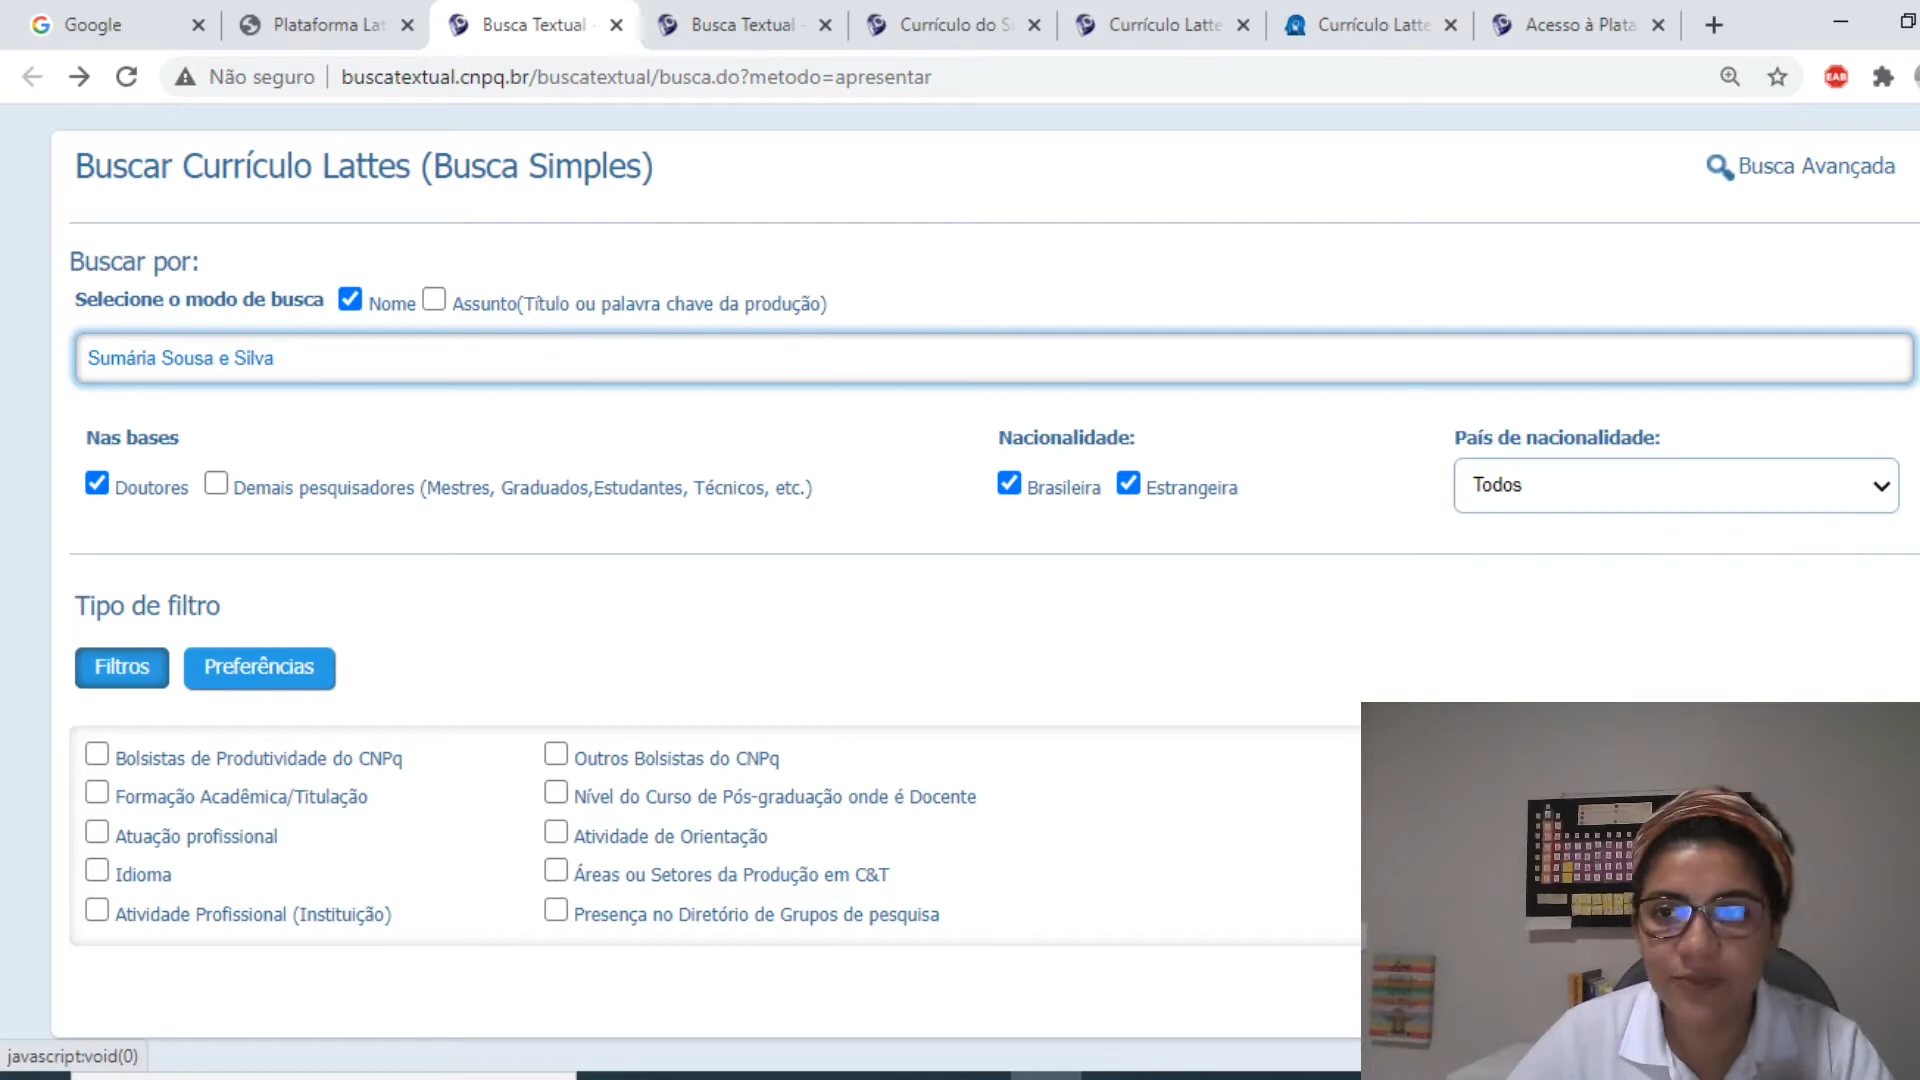 Google
Plataforma Lat
Busca Textual -
Busca Textual -
Currículo do Si
Currículo Latte
Currículo Latte
Acesso à Plata
Não seguro
buscatextual.cnpq.br/buscatextual/busca.do?metodo=apresentar
EAB
Buscar Currículo Lattes (Busca Simples)
Busca Avançada
Buscar por:
Selecione o modo de busca Nome Assunto(Título ou palavra chave da produção)
Sumária Sousa e Silva
Nas bases
Nacionalidade:
País de nacionalidade:
Doutores Demais pesquisadores (Mestres, Graduados,Estudantes, Técnicos, etc.)
Brasileira Estrangeira
Todos
Tipo de filtro
Filtros Preferências
Bolsistas de Produtividade do CNPq
Outros Bolsistas do CNPq
Formação Acadêmica/Titulação
Nível do Curso de Pós-graduação onde é Docente
Atuação profissional
Atividade de Orientação
Idioma
Áreas ou Setores da Produção em C&T
Atividade Profissional (Instituição)
Presença no Diretório de Grupos de pesquisa
javascript:void(0)